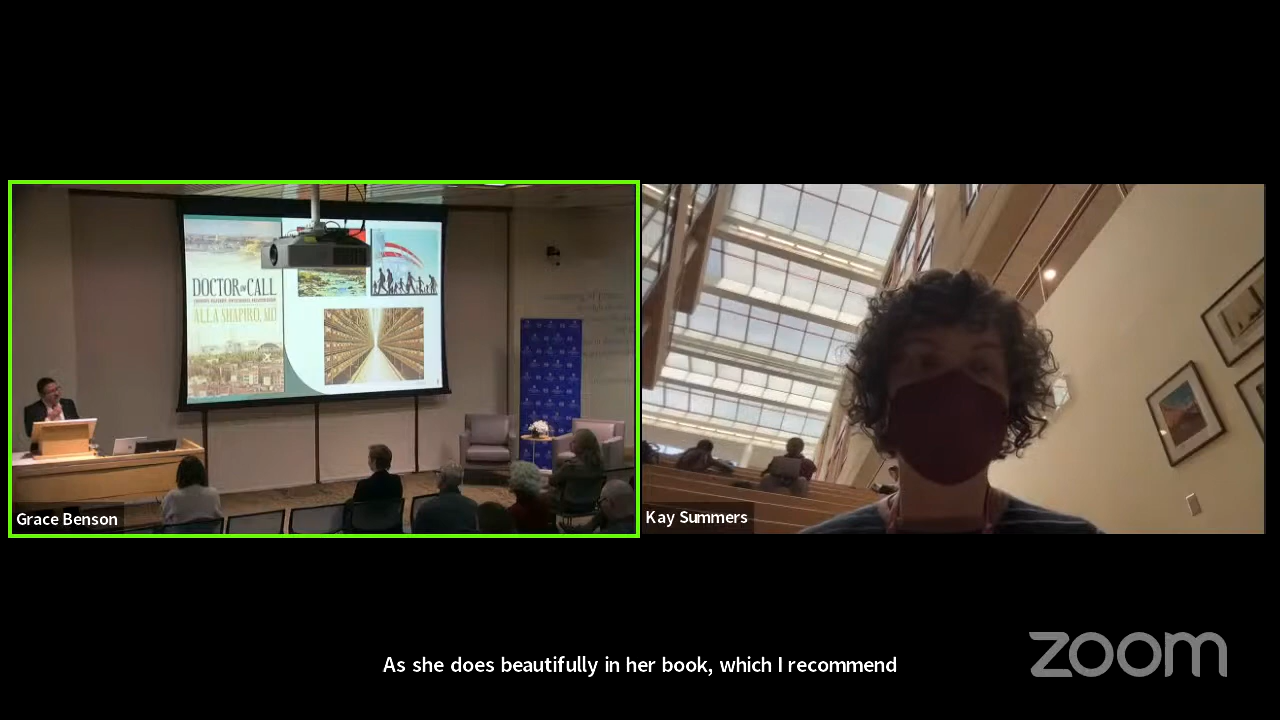 DOCTOR ON CALL
ALLA SHAPIRO, MD
Grace Benson
Kay Summers
As she does beautifully in her book, which I recommend
zoom